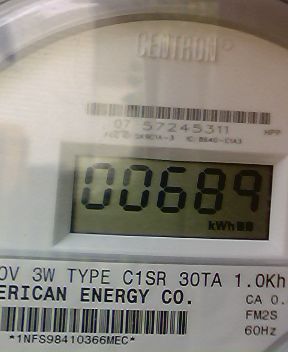 CENTRON®
07 57245311
HPP
00689
kWh
0V 3W TYPE C1SR 30TA 1.0Kh
ERICAN ENERGY CO.
CA 0.
FM2S
60Hz
*1NFS98410366MEC*